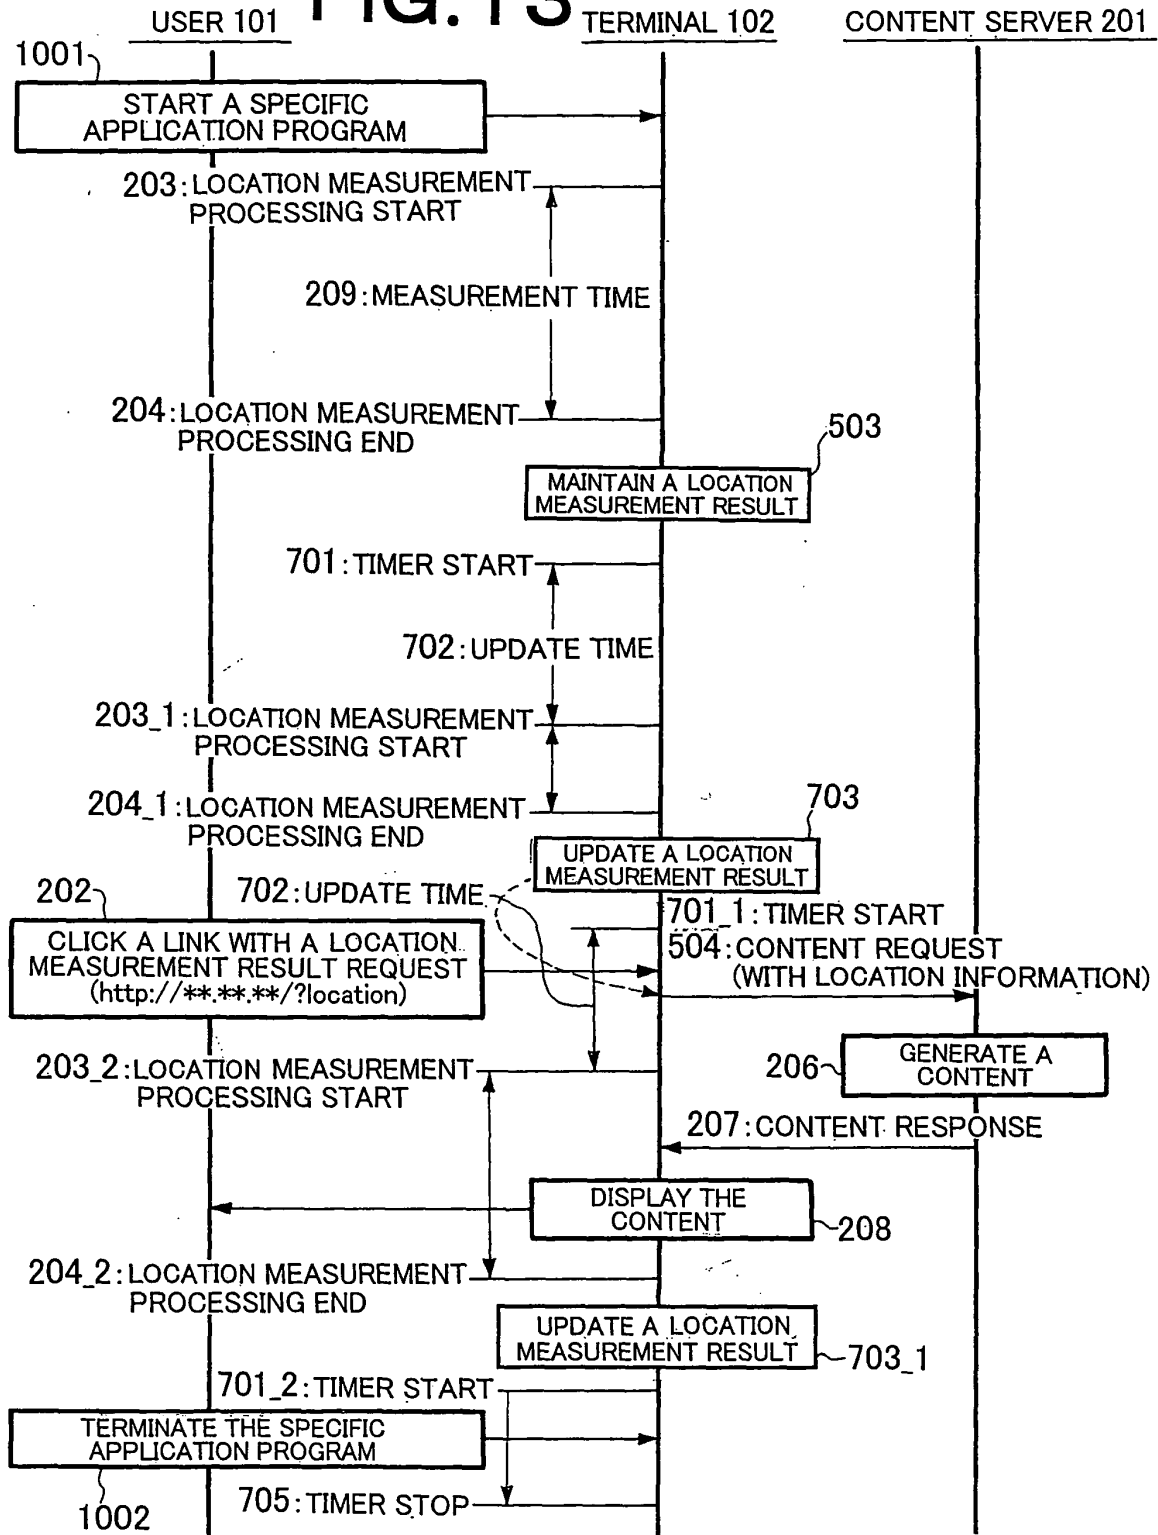 FIG. 13
USER 101
TERMINAL 102
CONTENT SERVER 201
1001
START A SPECIFIC
APPLICATION PROGRAM
203:LOCATION MEASUREMENT
PROCESSING START
209:MEASUREMENT TIME
204:LOCATION MEASUREMENT
PROCESSING END
503
MAINTAIN A LOCATION
MEASUREMENT RESULT
701:TIMER START
702:UPDATE TIME
203_1:LOCATION MEASUREMENT
PROCESSING START
204_1:LOCATION MEASUREMENT
PROCESSING END
703
UPDATE A LOCATION
MEASUREMENT RESULT
202
702:UPDATE TIME
701_1:TIMER START
CLICK A LINK WITH A LOCATION
MEASUREMENT RESULT REQUEST
(http://**.**.**/?location)
504:CONTENT REQUEST
(WITH LOCATION INFORMATION)
203_2:LOCATION MEASUREMENT
PROCESSING START
206
GENERATE A
CONTENT
207:CONTENT RESPONSE
DISPLAY THE
CONTENT
208
204_2:LOCATION MEASUREMENT
PROCESSING END
UPDATE A LOCATION
MEASUREMENT RESULT
703_1
701_2:TIMER START
TERMINATE THE SPECIFIC
APPLICATION PROGRAM
1002
705:TIMER STOP